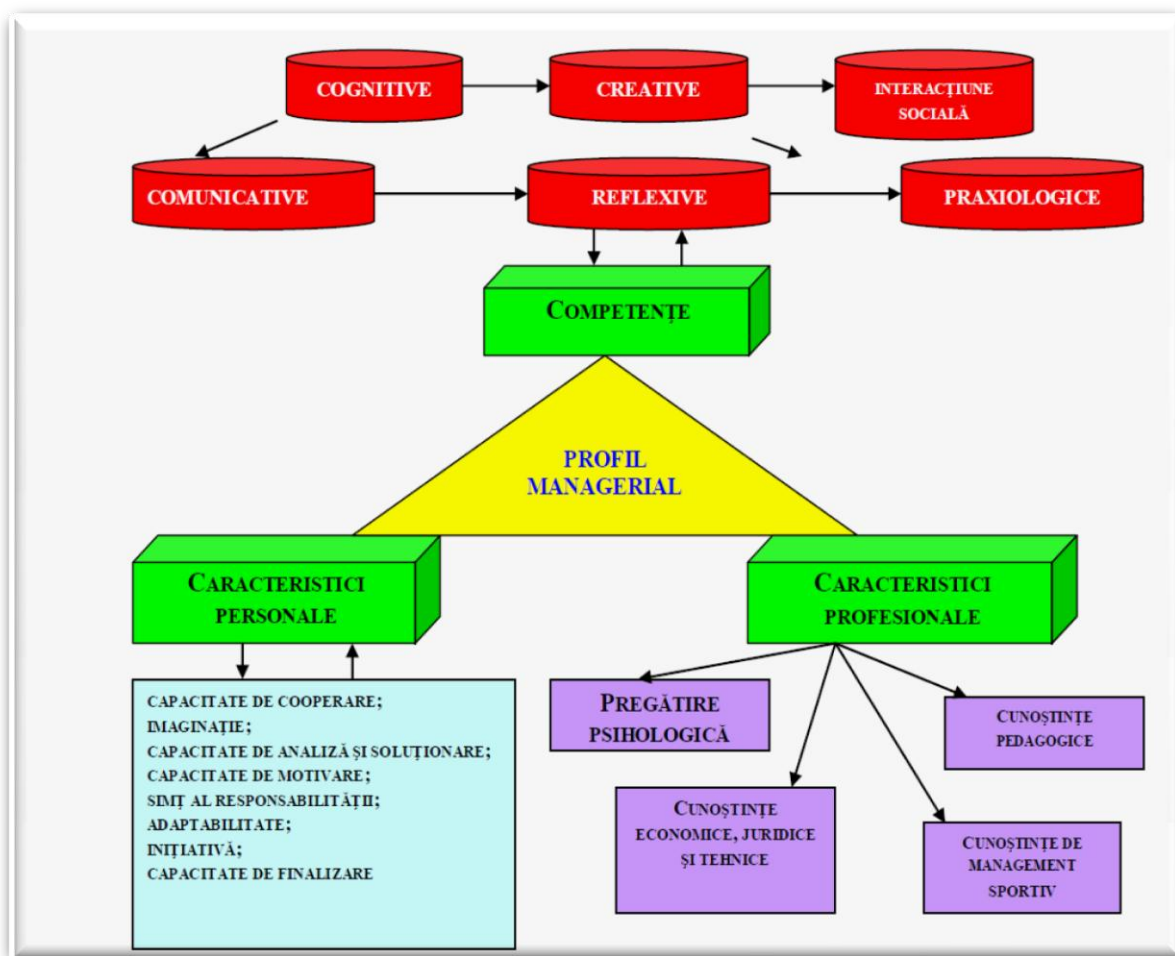 COGNITIVE
CREATIVE
INTERACȚIUNE
SOCIALĂ
COMUNICATIVE
REFLEXIVE
PRAXIOLOGICE
COMPETENȚE
PROFIL
MANAGERIAL
CARACTERISTICI
PERSONALE
CARACTERISTICI
PROFESIONALE
CAPACITATE DE COOPERARE;
IMAGINAȚIE;
CAPACITATE DE ANALIZĂ ȘI SOLUȚIONARE;
CAPACITATE DE MOTIVARE;
SIMȚ AL RESPONSABILITĂȚII;
ADAPTABILITATE;
INIȚIATIVĂ;
CAPACITATE DE FINALIZARE
PREGĂTIRE
PSIHOLOGICĂ
CUNOȘTINȚE
PEDAGOGICE
CUNOȘTINȚE
ECONOMICE, JURIDICE
ȘI TEHNICE
CUNOȘTINȚE DE
MANAGEMENT
SPORTIV